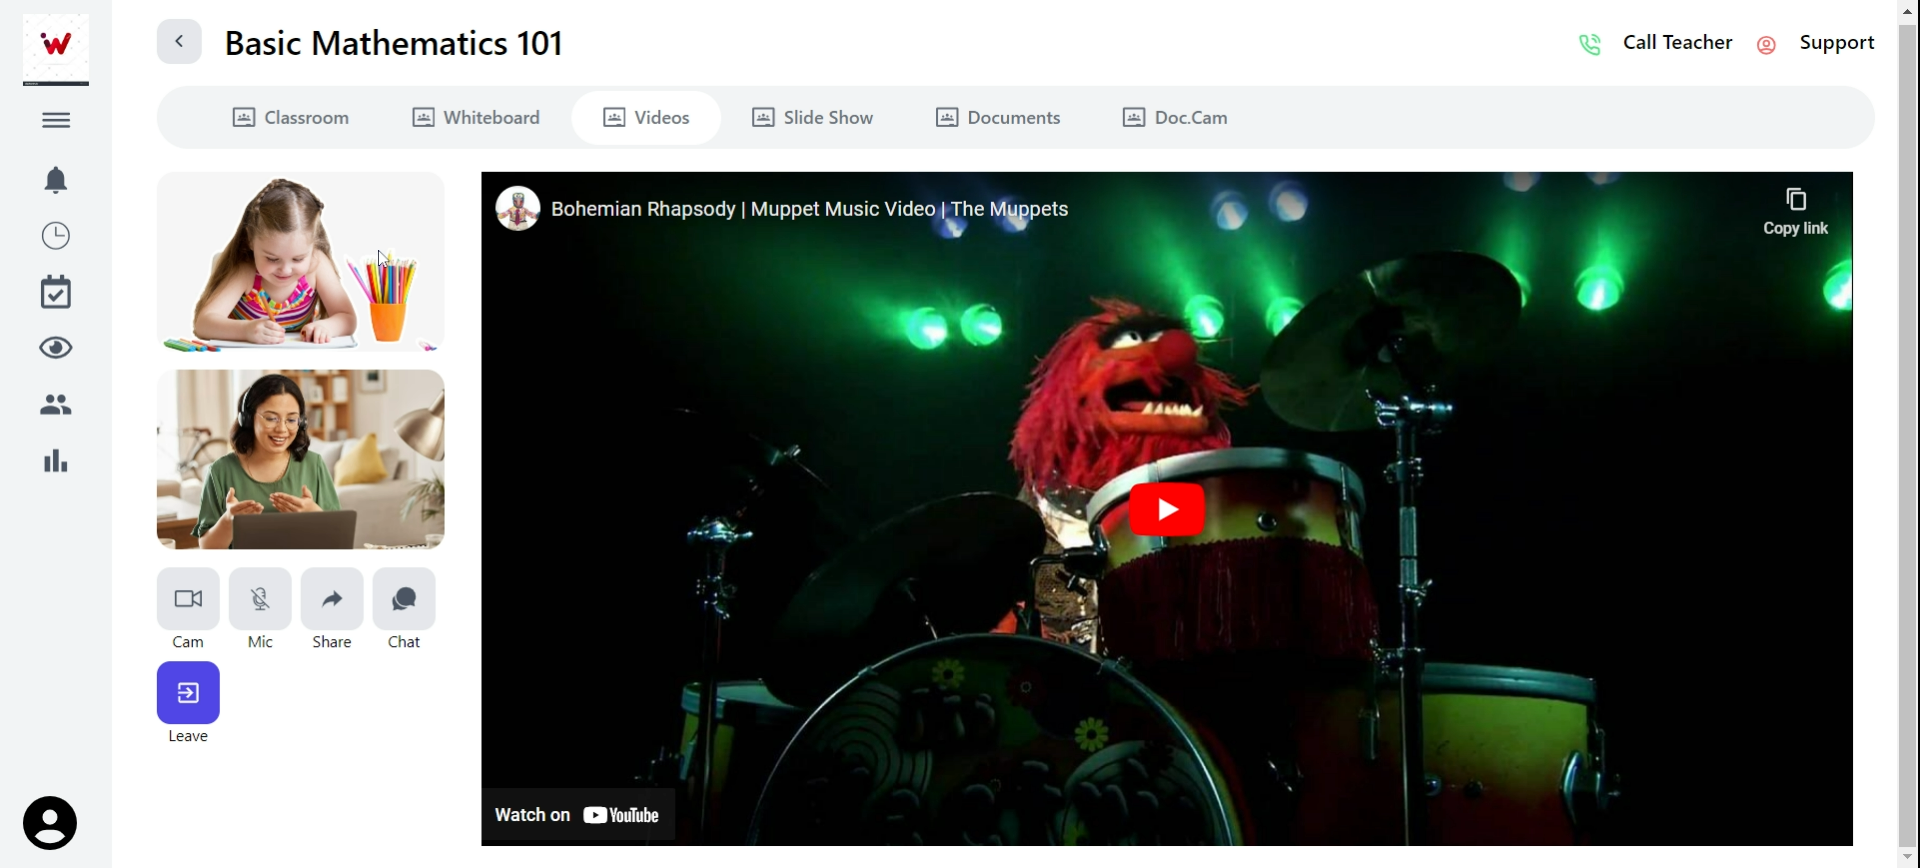 Basic Mathematics 101
Call Teacher
Support
Classroom
Whiteboard
Videos
Slide Show
Documents
Doc.Cam
Bohemian Rhapsody | Muppet Music Video | The Muppets
Copy link
Cam
Mic
Share
Chat
Leave
Watch on YouTube